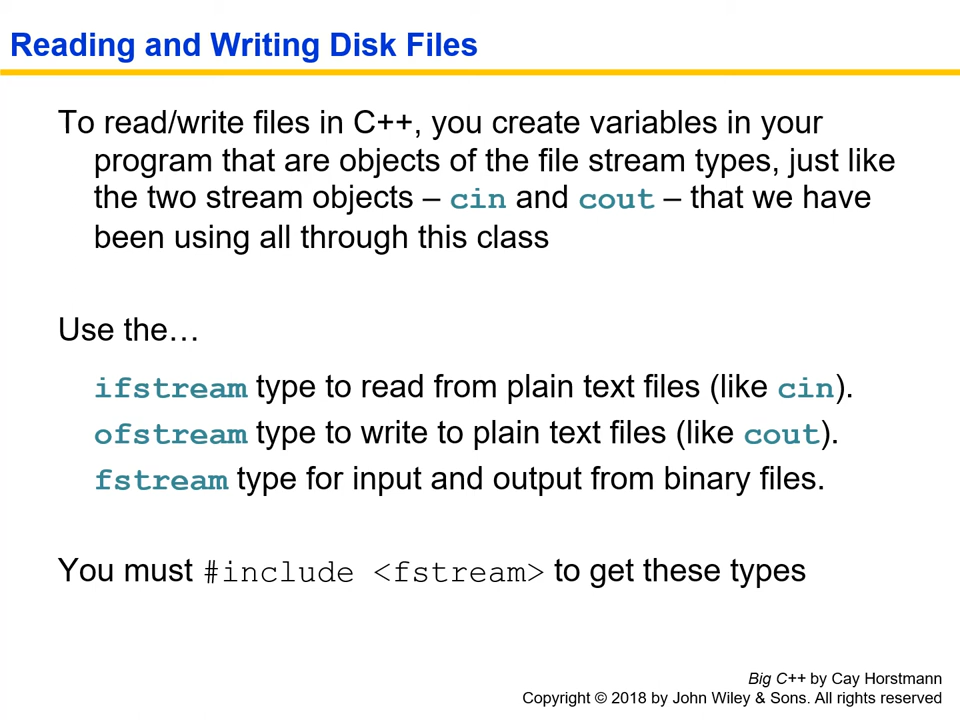 Reading and Writing Disk Files
To read/write files in C++, you create variables in your
program that are objects of the file stream types, just like
the two stream objects – cin and cout – that we have
been using all through this class
Use the…
ifstream type to read from plain text files (like cin).
ofstream type to write to plain text files (like cout).
fstream type for input and output from binary files.
You must #include <fstream> to get these types
Big C++ by Cay Horstmann
Copyright © 2018 by John Wiley & Sons. All rights reserved